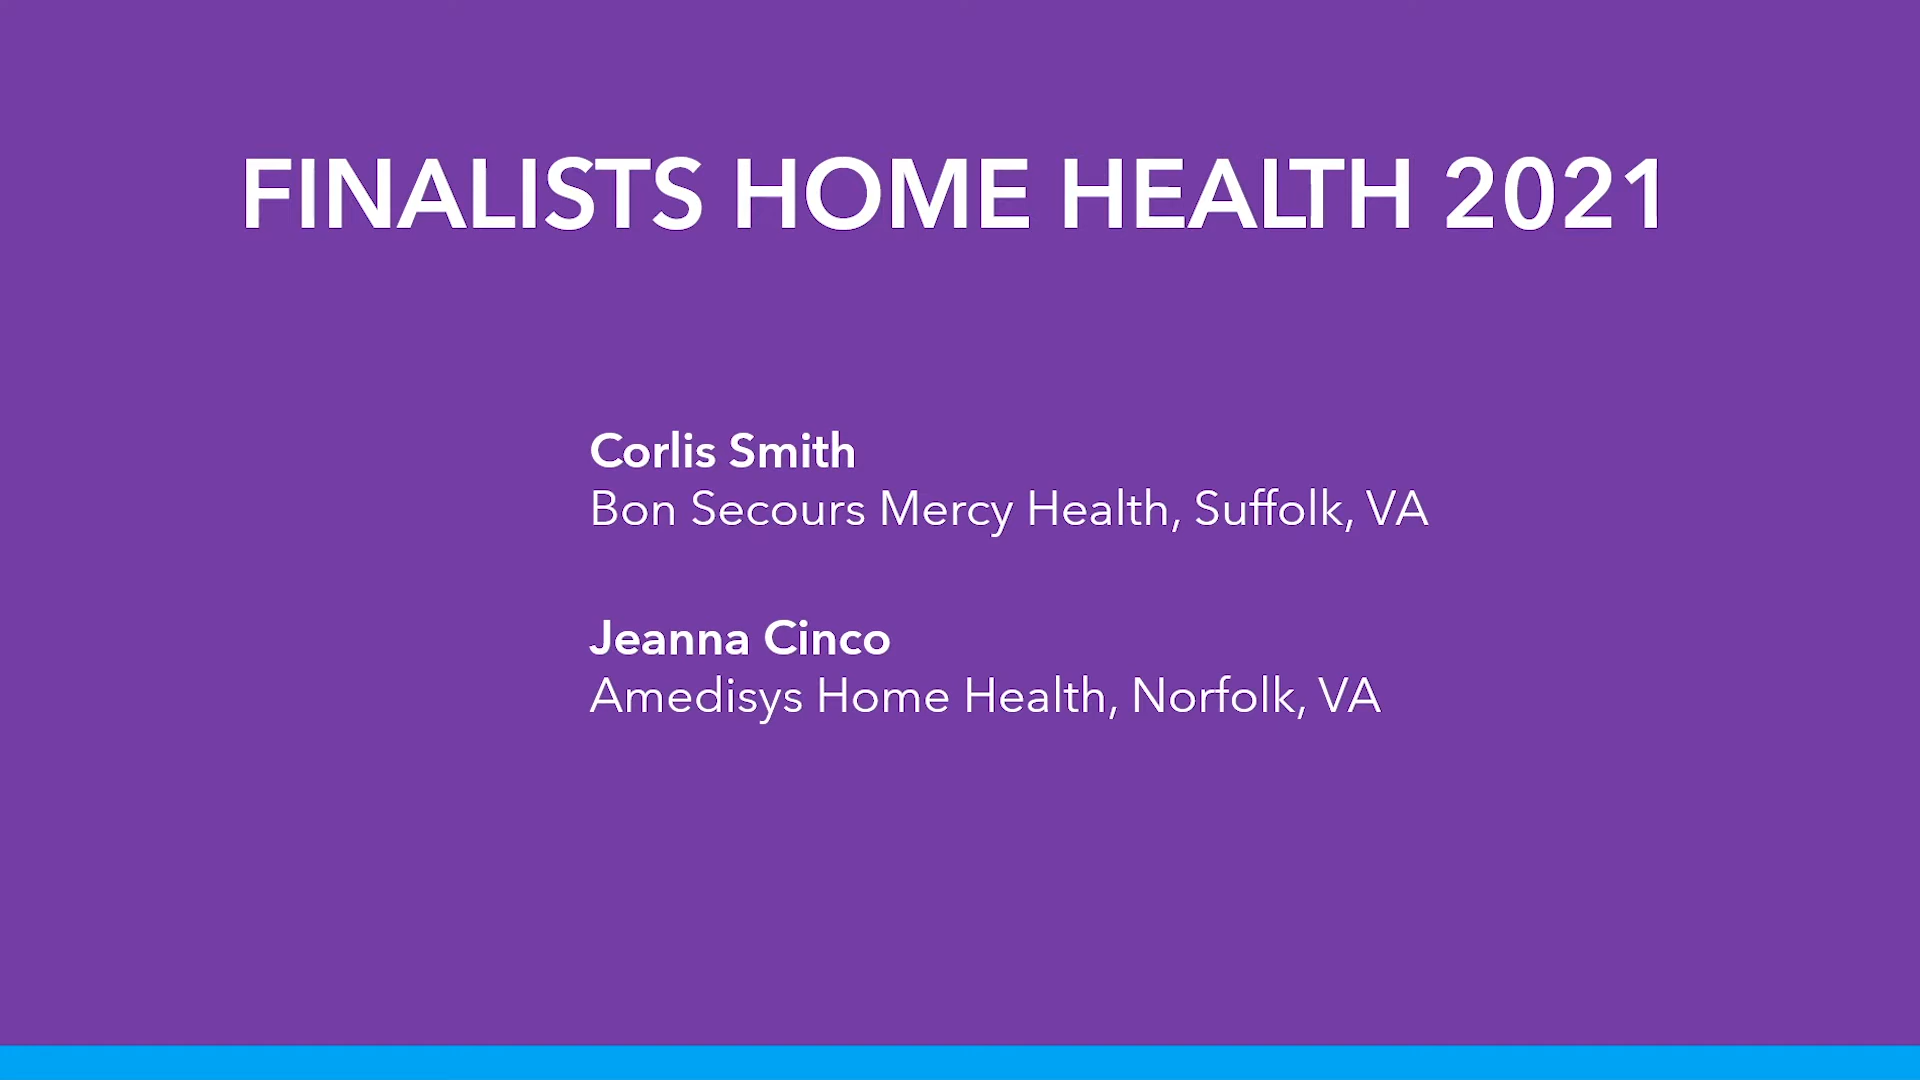 FINALISTS HOME HEALTH 2021
Corlis Smith
Bon Secours Mercy Health, Suffolk, VA
Jeanna Cinco
Amedisys Home Health, Norfolk, VA